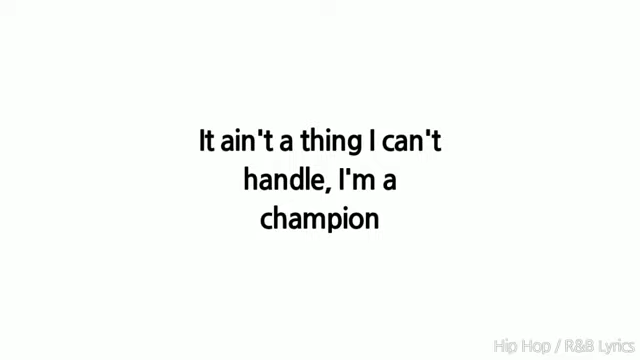 It ain't a thing I can't
handle, I'm a
champion
Hip Hop / R&B Lyrics